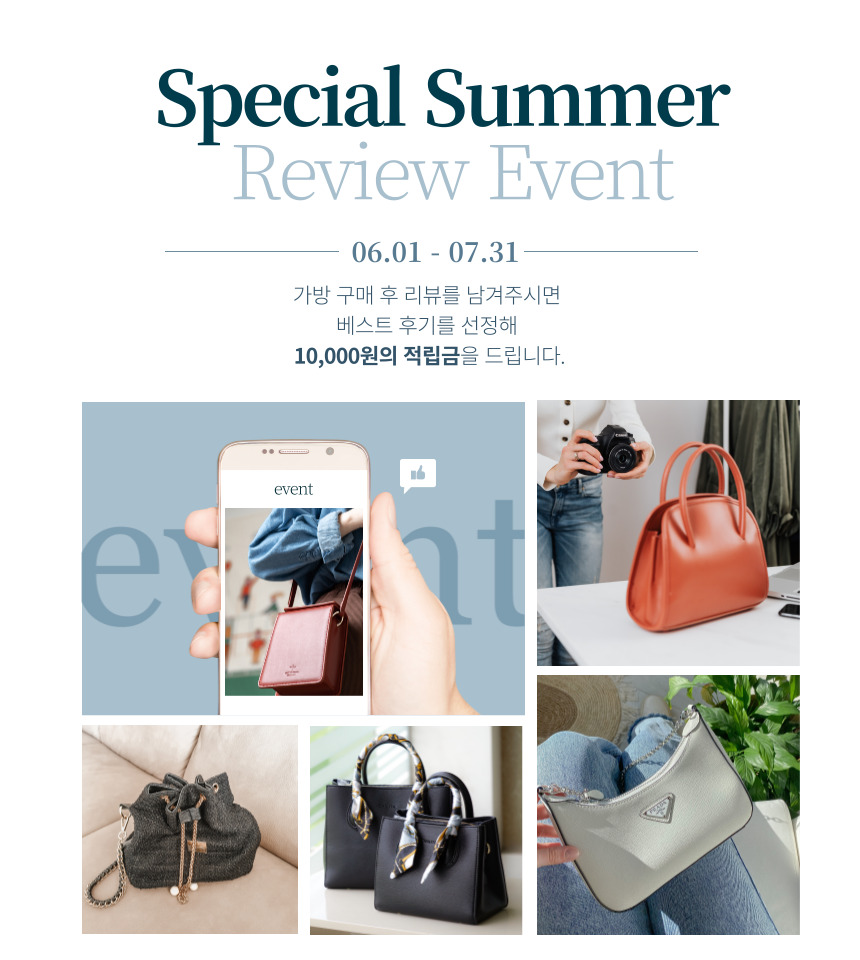 Special Summer
Review Event
06.01 - 07.31
가방 구매 후 리뷰를 남겨주시면
베스트 후기를 선정해
10,000원의 적립금을 드립니다.
event